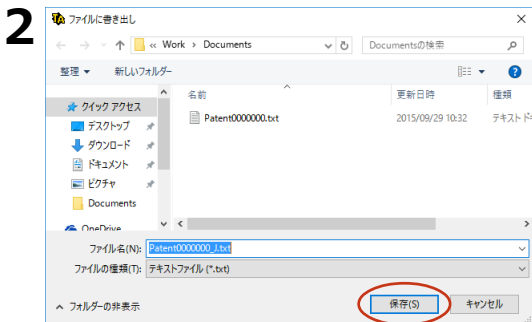 2
ファイルに書き出し
« Work › Documents
Documentsの検索
整理 新しいフォルダー
名前 更新日時 種類
クイック アクセス
デスクトップ
ダウンロード
ドキュメント
ピクチャ
Documents
OneDrive
Patent0000000.txt 2015/09/29 10:32 テキスト
ファイル名(N): Patent0000000_J.txt
ファイルの種類(T): テキストファイル (*.txt)
フォルダーの非表示
保存(S) キャンセル